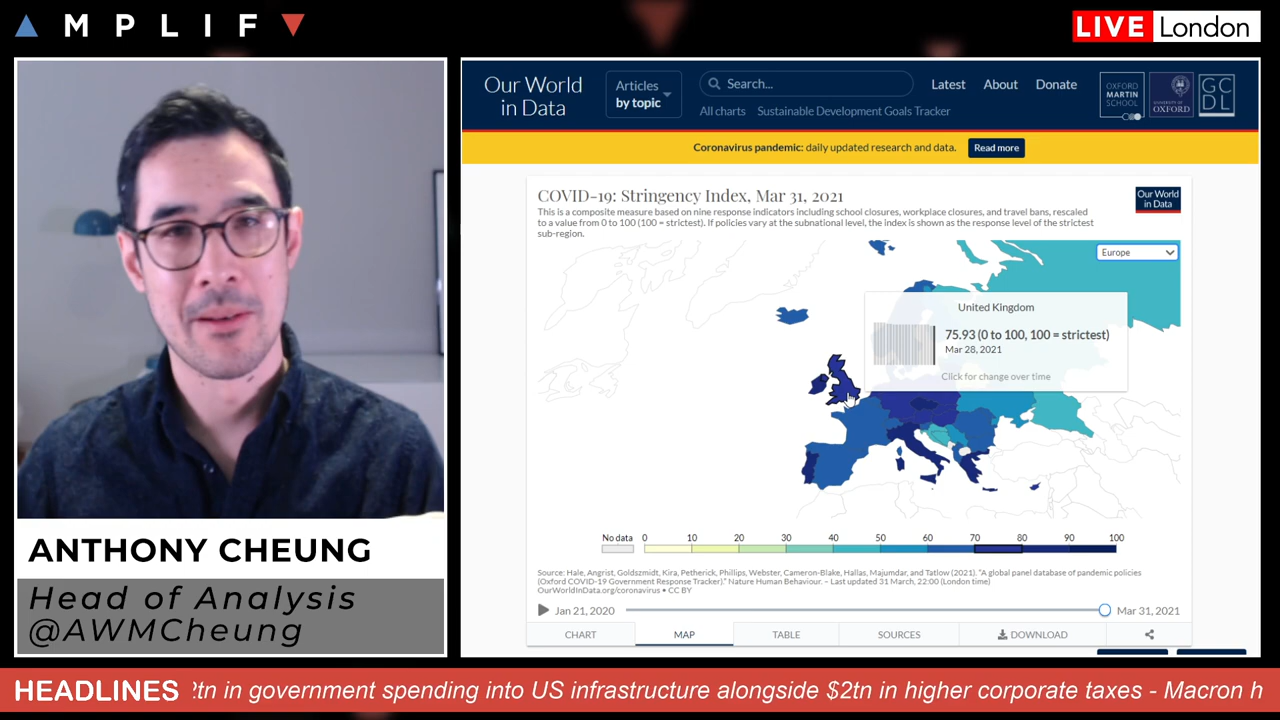 MPLIF
LIVE London
Our World
in Data
Articles
by topic
Search...
Latest
About
Donate
All charts
Sustainable Development Goals Tracker
OXFORD
MARTIN
SCHOOL
UNIVERSITY OF
OXFORD
GC
DL
Coronavirus pandemic: daily updated research and data.
Read more
COVID-19: Stringency Index, Mar 31, 2021
This is a composite measure based on nine response indicators including school closures, workplace closures, and travel bans, rescaled
to a value from 0 to 100 (100 = strictest). If policies vary at the subnational level, the index is shown as the response level of the strictest
sub-region.
Our World
in Data
Europe
United Kingdom
75.93 (0 to 100, 100 = strictest)
Mar 28, 2021
Click for change over time
No data 0 10 20 30 40 50 60 70 80 90 100
Source: Hale, Angrist, Goldszmidt, Kira, Petherick, Phillips, Webster, Cameron-Blake, Hallas, Majumdar, and Tatlow (2021). "A global panel database of pandemic policies
(Oxford COVID-19 Government Response Tracker)." Nature Human Behaviour. – Last updated 31 March, 22:00 (London time)
OurWorldInData.org/coronavirus • CC BY
Jan 21, 2020
Mar 31, 2021
CHART
MAP
TABLE
SOURCES
DOWNLOAD
ANTHONY CHEUNG
Head of Analysis
@AWMCheung
HEADLINES
2tn in government spending into US infrastructure alongside $2tn in higher corporate taxes - Macron h